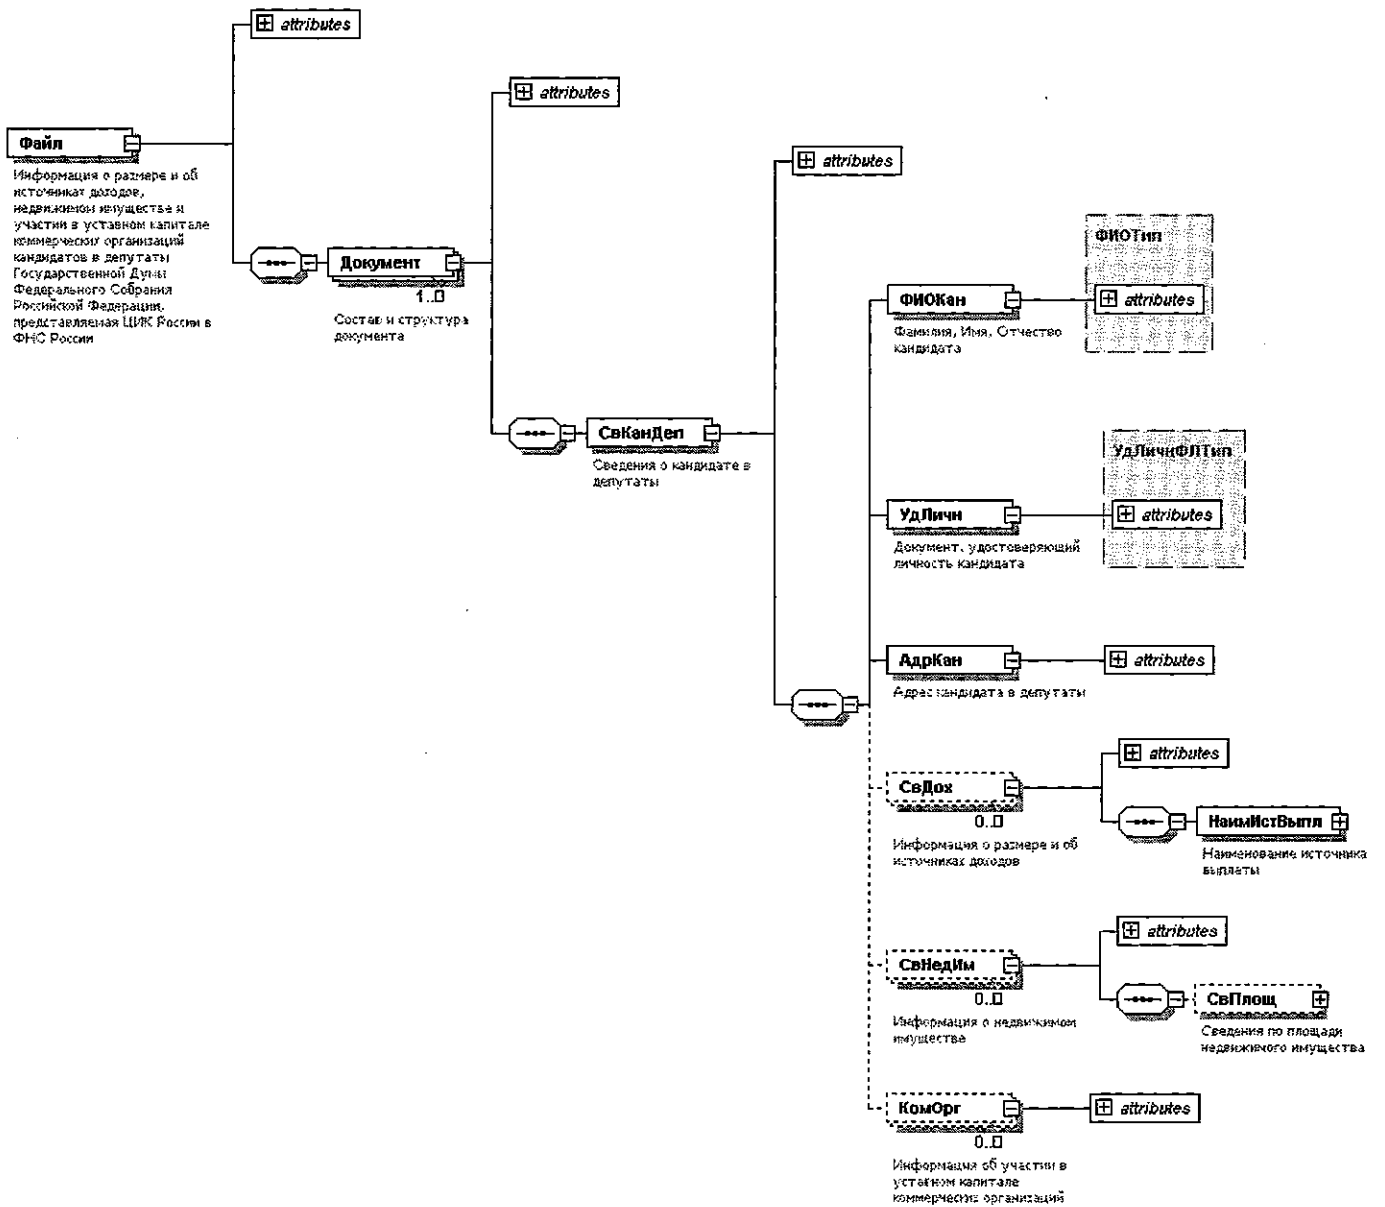 attributes
attributes
attributes
Файл
Информация о размере и об
источниках доходов,
недвижимом имуществе и
участии в уставном капитале
коммерческих организаций
кандидатов в депутаты
Государственной Думы
Федерального Собрания
Российской Федерации,
представляемая ЦИК России в
ФНС России
Документ
1..
Состав и структура
документа
СвКанДеп
Сведения о кандидате в
депутаты
ФИОТип
ФИОКан
attributes
Фамилия, Имя, Отчество
кандидата
УдЛичнФЛТип
УдЛичн
attributes
Документ, удостоверяющий
личность кандидата
АдрКан
attributes
Адрес кандидата в депутаты
attributes
СвДох
0..
Информация о размере и об
источниках доходов
НаимИстВыпл
Наименование источника
выплаты
attributes
СвНедИм
0..
Информация о недвижимом
имуществе
СвПлощ
Сведения по площади
недвижимого имущества
КомОрг
attributes
0..
Информация об участии в
уставном капитале
коммерческих организаций